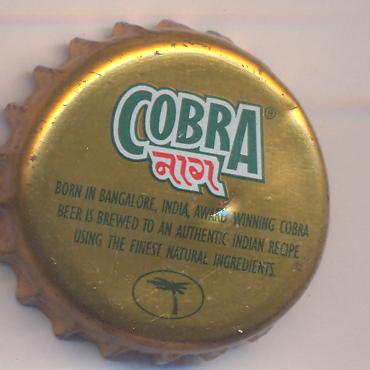 COBRA®
नाग
BORN IN BANGALORE, INDIA, AWARD WINNING COBRA
BEER IS BREWED TO AN AUTHENTIC INDIAN RECIPE
USING THE FINEST NATURAL INGREDIENTS.